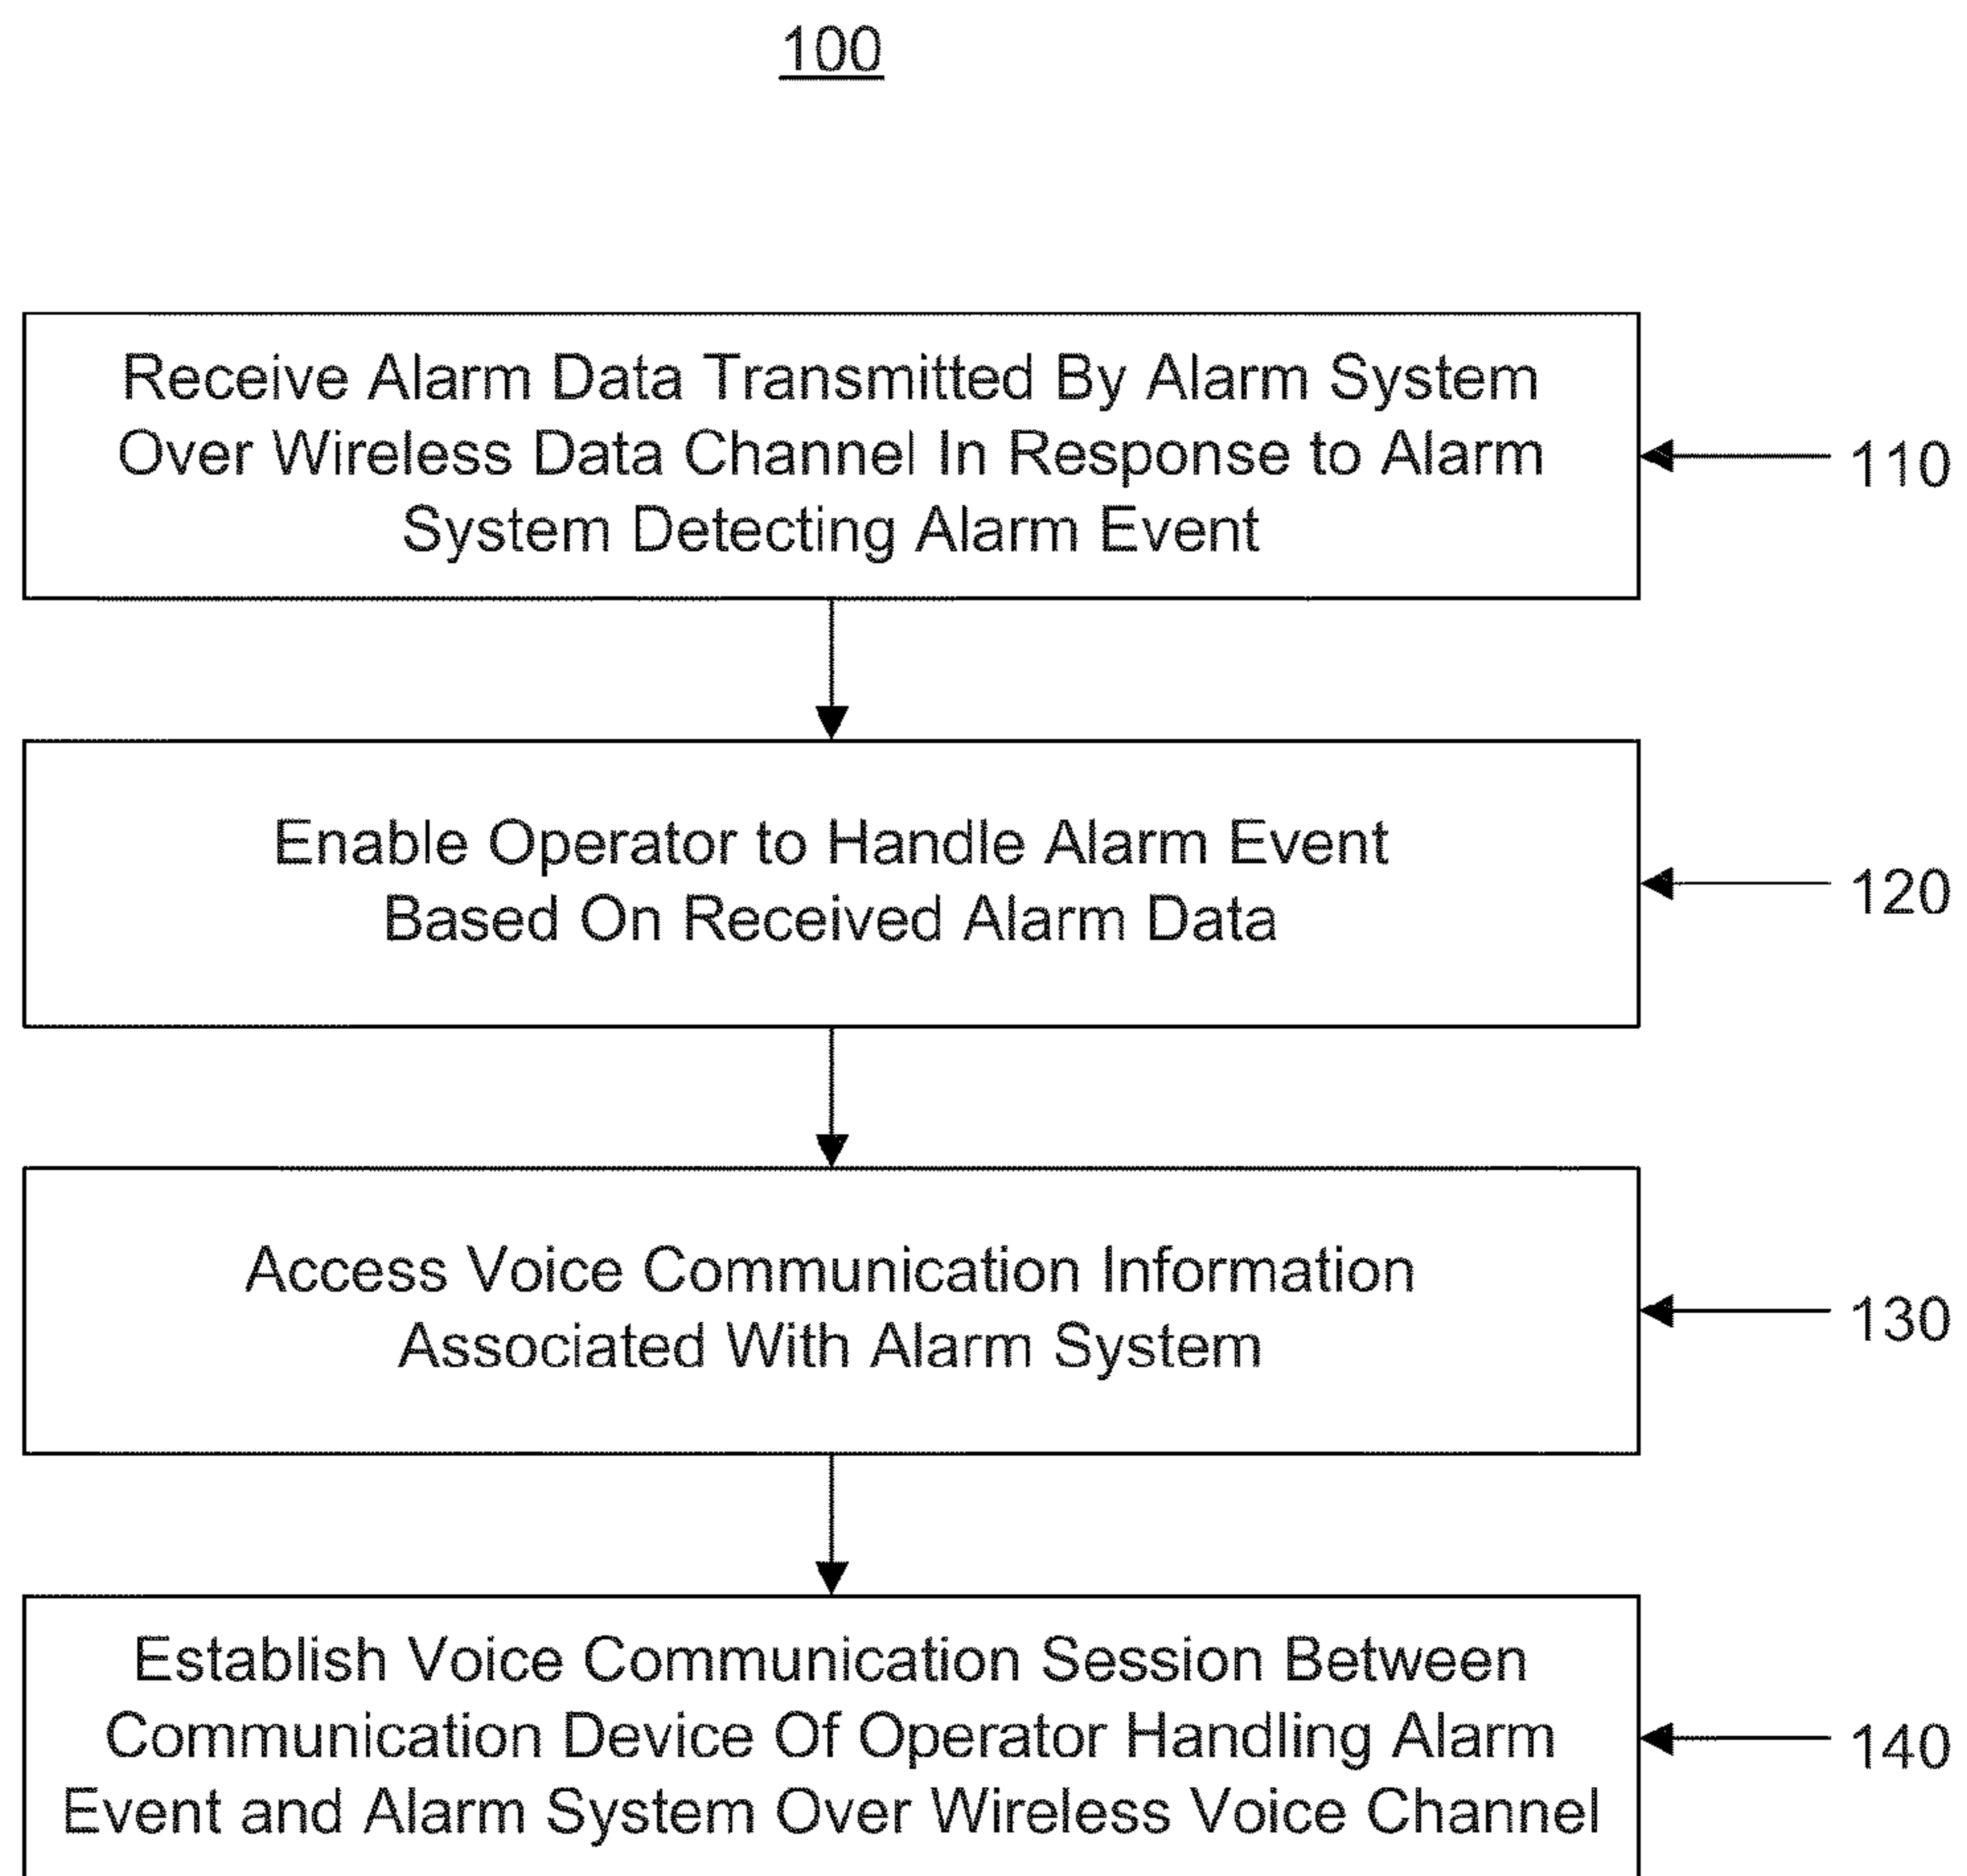 100
Receive Alarm Data Transmitted By Alarm System
Over Wireless Data Channel In Response to Alarm
System Detecting Alarm Event
110
Enable Operator to Handle Alarm Event
Based On Received Alarm Data
120
Access Voice Communication Information
Associated With Alarm System
130
Establish Voice Communication Session Between
Communication Device Of Operator Handling Alarm
Event and Alarm System Over Wireless Voice Channel
140